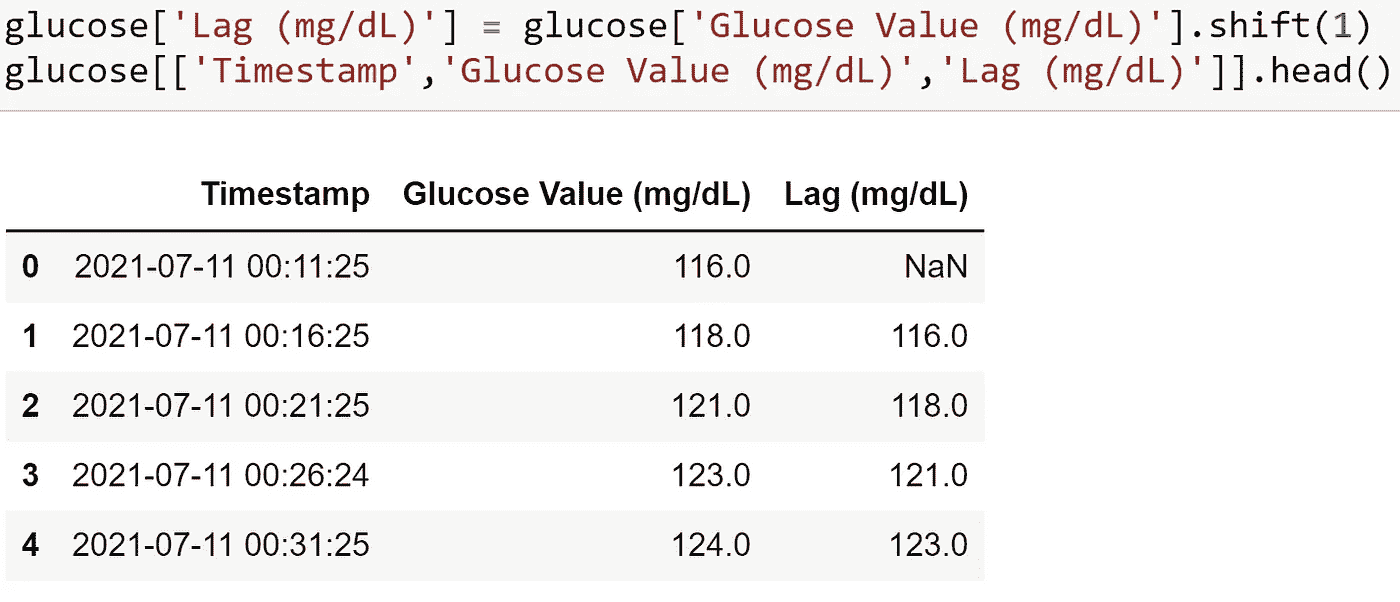 glucose['Lag (mg/dL)'] = glucose['Glucose Value (mg/dL)'].shift(1)
glucose[['Timestamp','Glucose Value (mg/dL)','Lag (mg/dL)']].head()
Timestamp Glucose Value (mg/dL) Lag (mg/dL)
0 2021-07-11 00:11:25 116.0 NaN
1 2021-07-11 00:16:25 118.0 116.0
2 2021-07-11 00:21:25 121.0 118.0
3 2021-07-11 00:26:24 123.0 121.0
4 2021-07-11 00:31:25 124.0 123.0